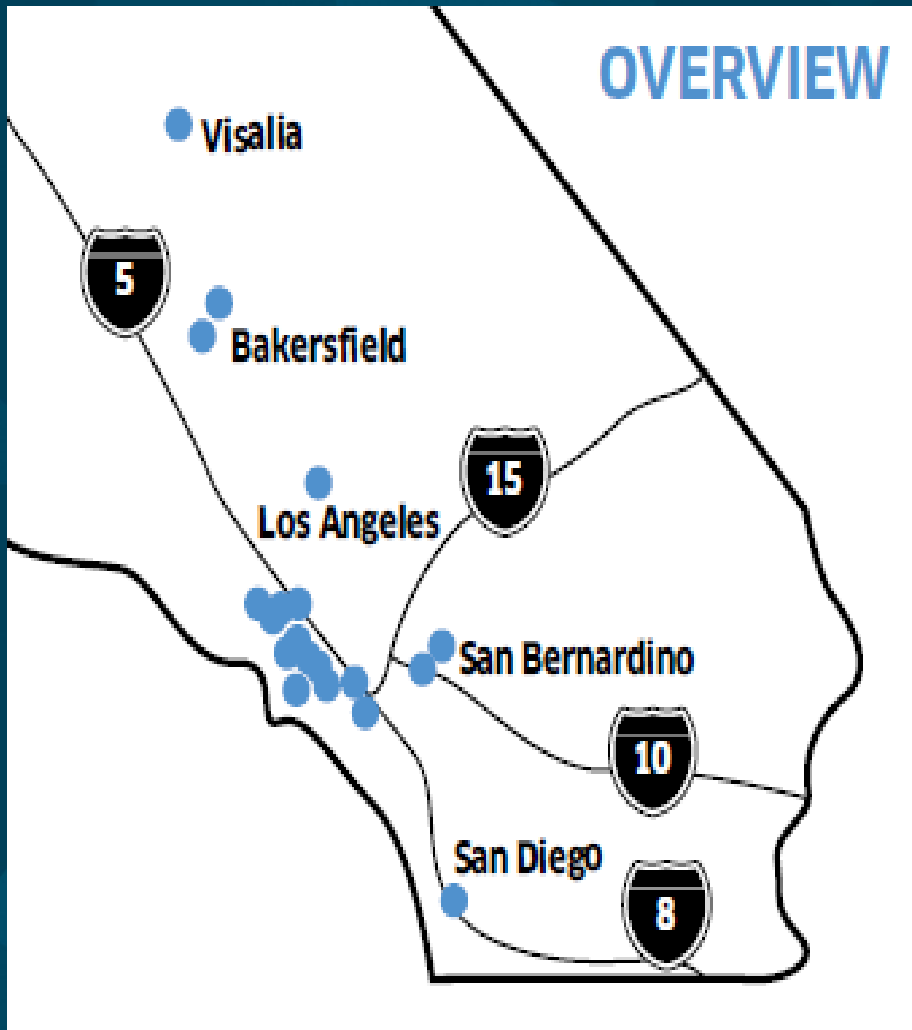 OVERVIEW
Visalia
5
Bakersfield
15
Los Angeles
San Bernardino
10
San Diego
8